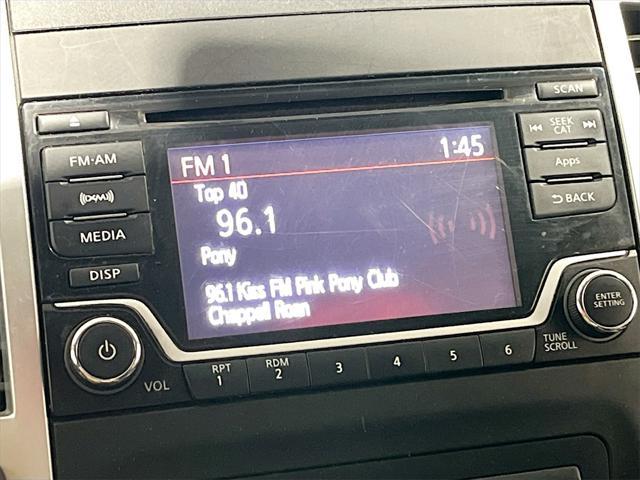 SCAN
SEEK
CAT
FM·AM
FM 1
1:45
Apps
Top 40
96.1
BACK
MEDIA
Pony
DISP
96.1 Kiss FM Pink Pony Club
Chappell Roan
ENTER
SETTING
TUNE
SCROLL
VOL
RPT
1
RDM
2
3
4
5
6